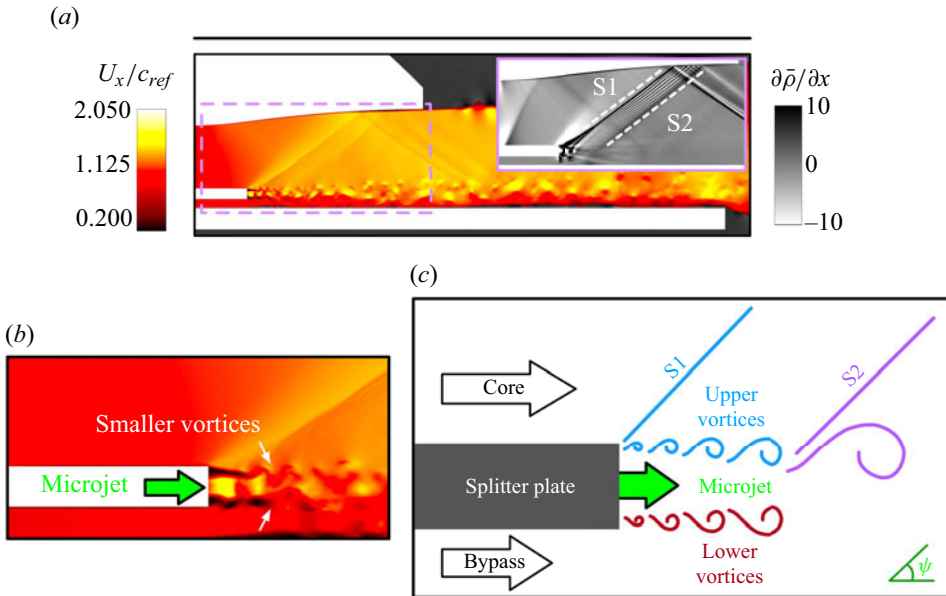 (a)
U_x/c_ref
2.050
1.125
0.200
S1
S2
∂ρ̄/∂x
10
0
−10
(b)
Smaller vortices
Microjet
(c)
Core
S1
Upper
vortices
S2
Splitter plate
Microjet
Bypass
Lower
vortices
ψ